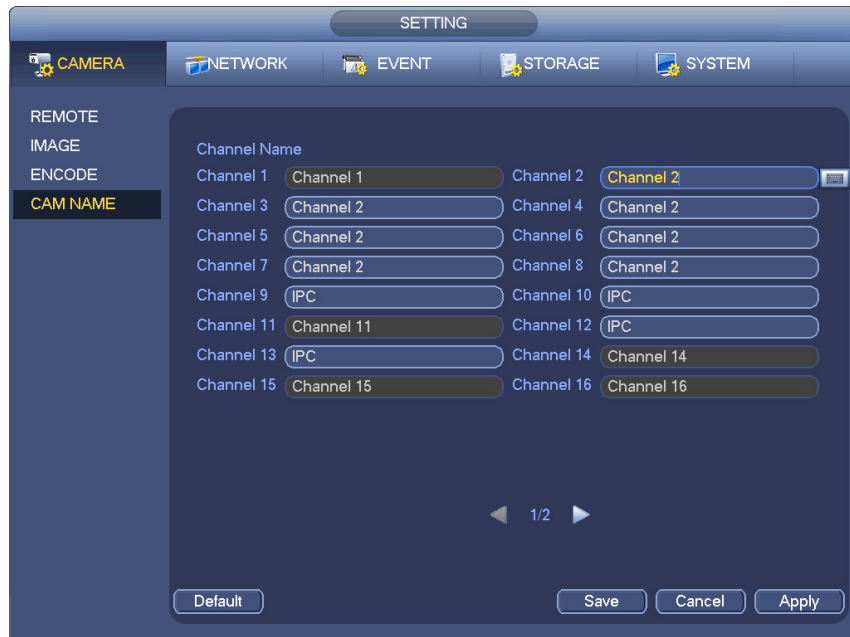 SETTING
CAMERA NETWORK EVENT STORAGE SYSTEM
REMOTE
IMAGE
ENCODE
CAM NAME
Channel Name
Channel 1 Channel 1 Channel 2 Channel 2
Channel 3 Channel 2 Channel 4 Channel 2
Channel 5 Channel 2 Channel 6 Channel 2
Channel 7 Channel 2 Channel 8 Channel 2
Channel 9 IPC Channel 10 IPC
Channel 11 Channel 11 Channel 12 IPC
Channel 13 IPC Channel 14 Channel 14
Channel 15 Channel 15 Channel 16 Channel 16
1/2
Default Save Cancel Apply